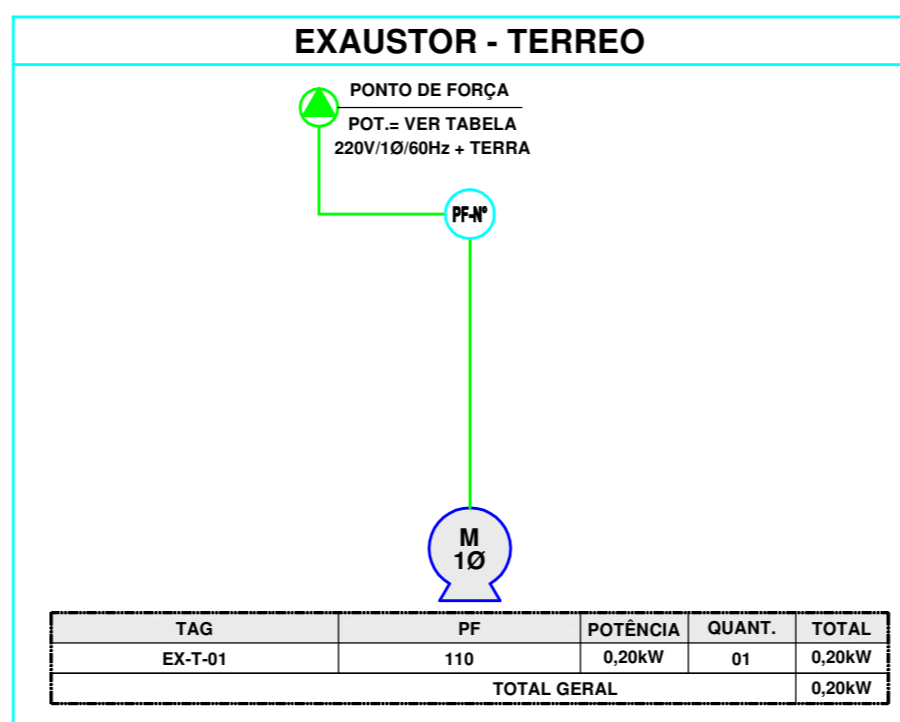 EXAUSTOR - TERREO
PONTO DE FORÇA
POT.= VER TABELA
220V/1Ø/60Hz + TERRA
PF-Nº
M
1Ø
TAG PF POTÊNCIA QUANT. TOTAL
EX-T-01 110 0,20kW 01 0,20kW
TOTAL GERAL 0,20kW